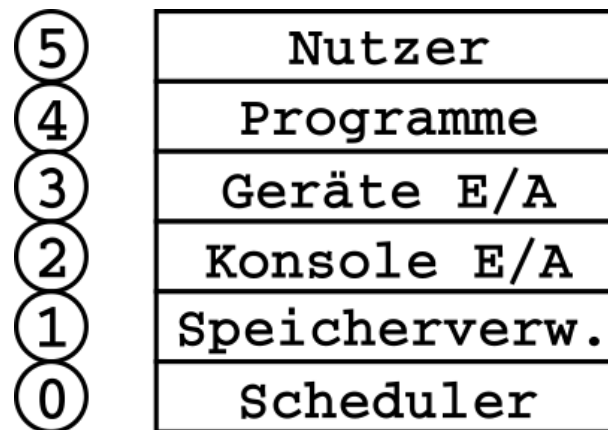 5 Nutzer
4 Programme
3 Geräte E/A
2 Konsole E/A
1 Speicherverw.
0 Scheduler